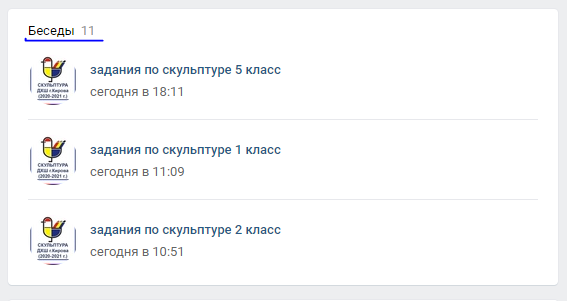 Беседы 11
СКУЛЬПТУРА
ДХШ г.Кирова
(2020-2021 г.)
задания по скульптуре 5 класс
сегодня в 18:11
СКУЛЬПТУРА
ДХШ г.Кирова
(2020-2021 г.)
задания по скульптуре 1 класс
сегодня в 11:09
СКУЛЬПТУРА
ДХШ г.Кирова
(2020-2021 г.)
задания по скульптуре 2 класс
сегодня в 10:51